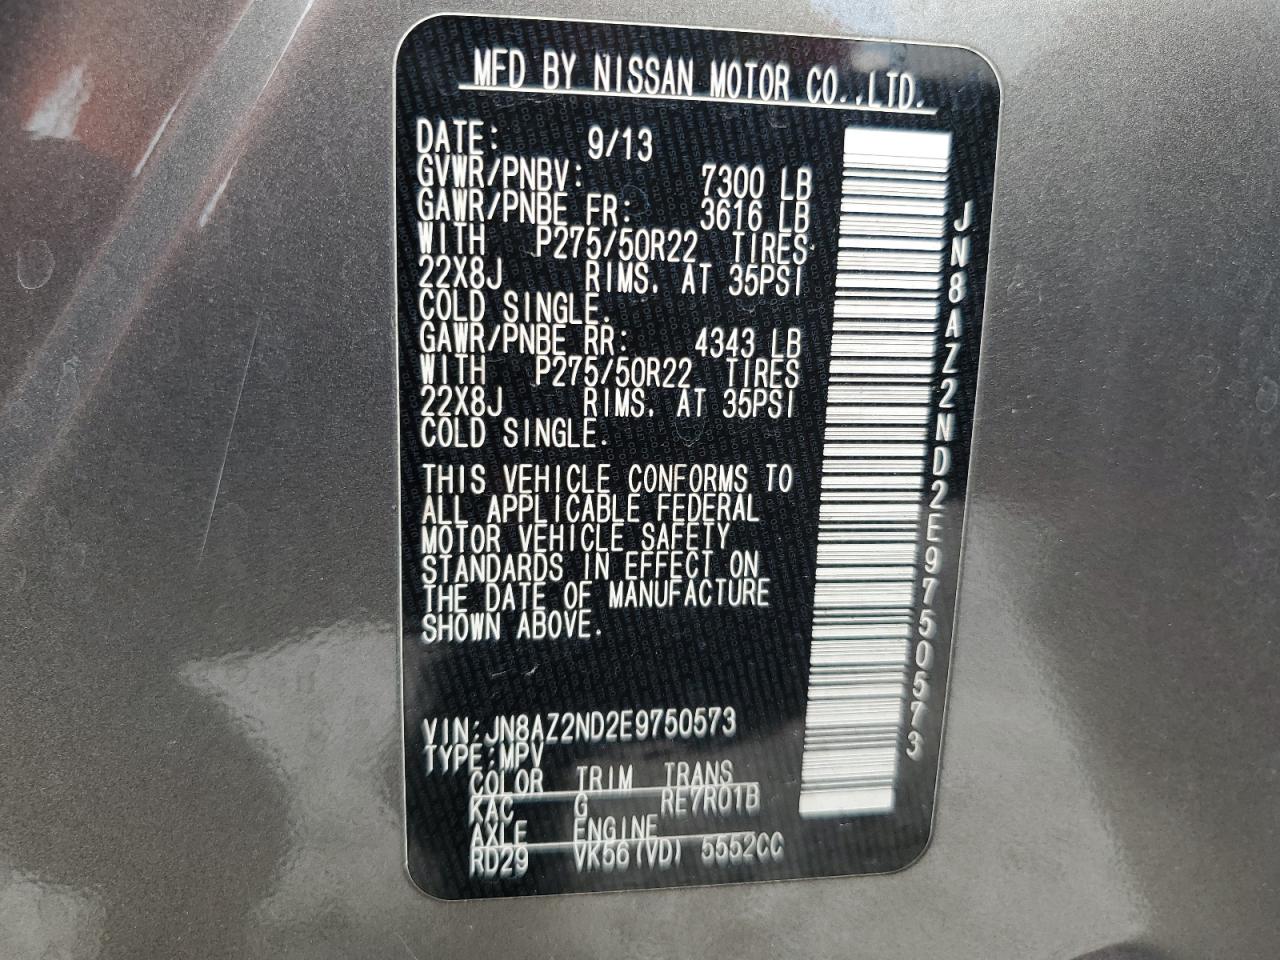 MFD BY NISSAN MOTOR CO.,LTD.
DATE: 9/13
GVWR/PNBV: 7300 LB
GAWR/PNBE FR: 3616 LB
WITH P275/50R22 TIRES
22X8J RIMS. AT 35PSI
COLD SINGLE.
GAWR/PNBE RR: 4343 LB
WITH P275/50R22 TIRES
22X8J RIMS. AT 35PSI
COLD SINGLE.
THIS VEHICLE CONFORMS TO
ALL APPLICABLE FEDERAL
MOTOR VEHICLE SAFETY
STANDARDS IN EFFECT ON
THE DATE OF MANUFACTURE
SHOWN ABOVE.
VIN:JN8AZ2ND2E9750573
TYPE:MPV
COLOR TRIM TRANS
KAC G RE7R01B
AXLE ENGINE
RD29 VK56(VD) 5552CC
JN8AZ2ND2E9750573